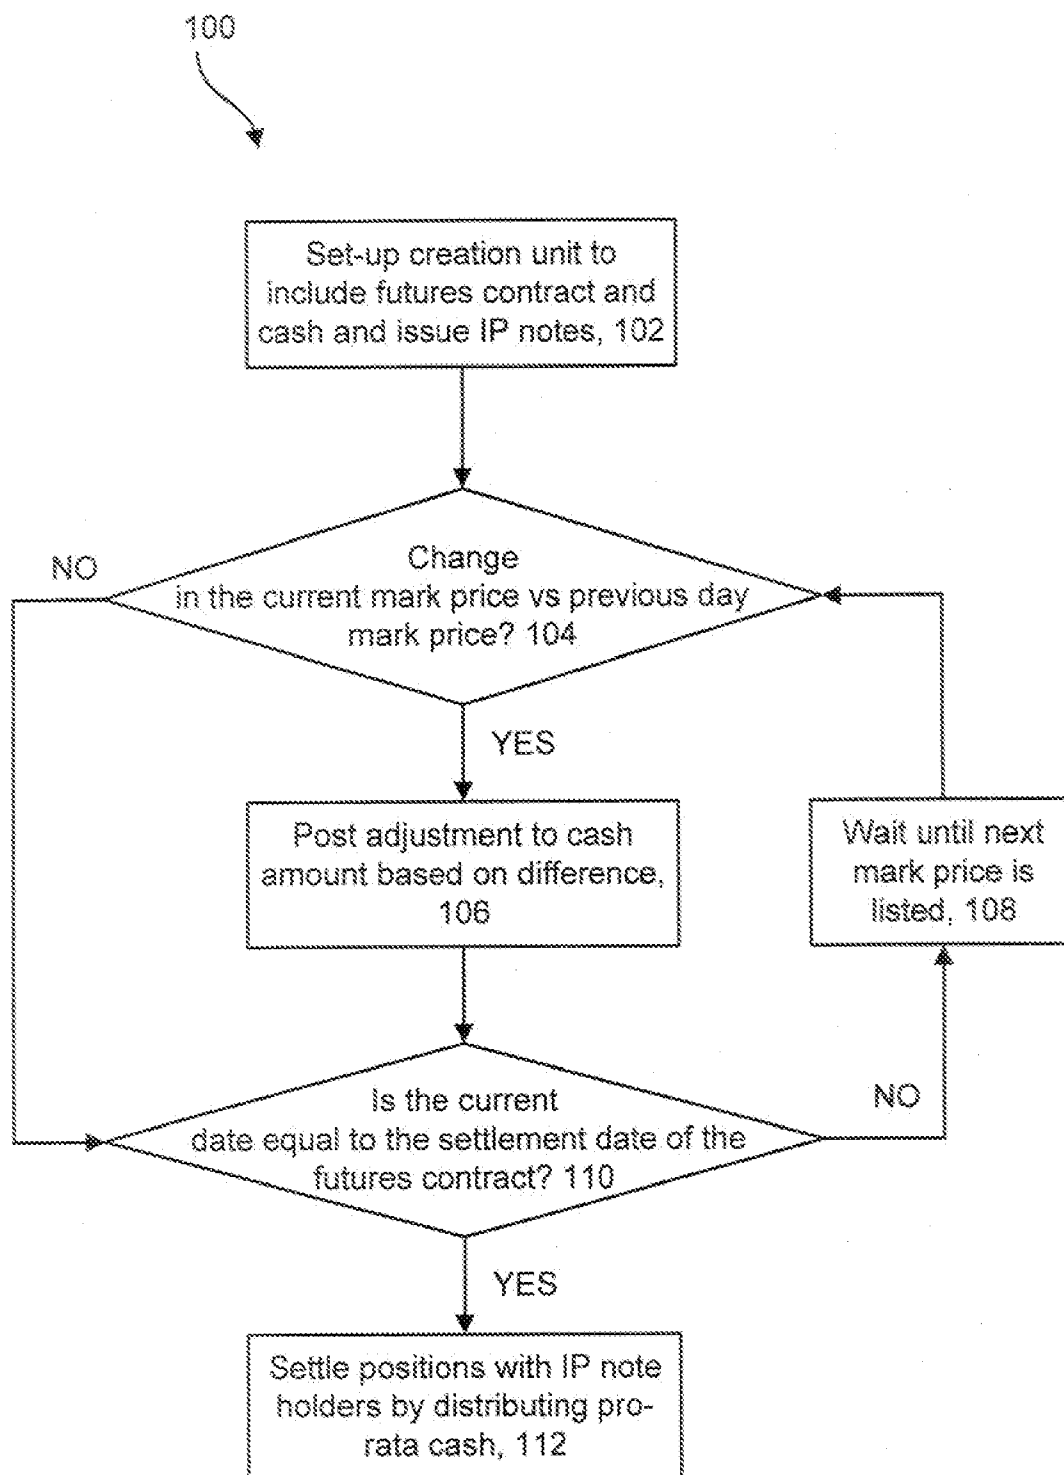 100
Set-up creation unit to
include futures contract and
cash and issue IP notes, 102
Change
in the current mark price vs previous day
mark price? 104
NO
YES
Post adjustment to cash
amount based on difference,
106
Wait until next
mark price is
listed, 108
Is the current
date equal to the settlement date of the
futures contract? 110
NO
YES
Settle positions with IP note
holders by distributing pro-
rata cash, 112